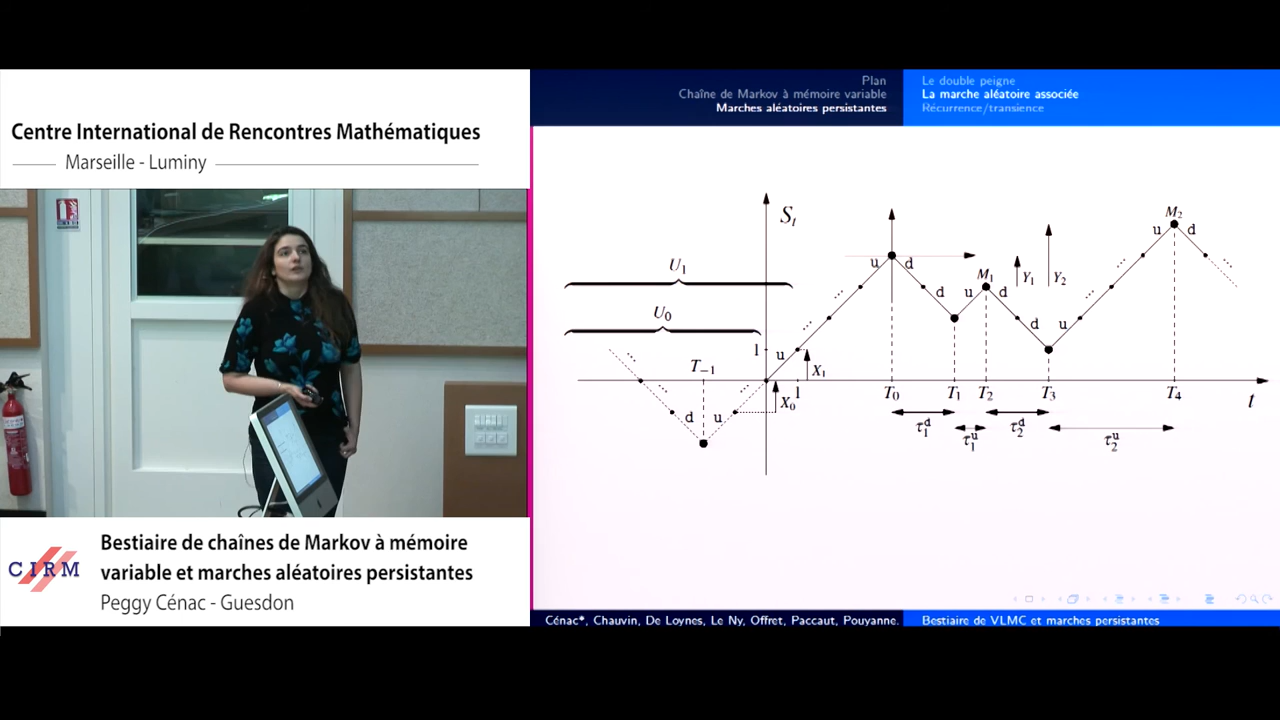 Centre International de Rencontres Mathématiques
Marseille - Luminy
CIRM
Bestiaire de chaînes de Markov à mémoire
variable et marches aléatoires persistantes
Peggy Cénac - Guesdon
Plan
Chaîne de Markov à mémoire variable
Marches aléatoires persistantes
Le double peigne
La marche aléatoire associée
Récurrence/transience
S_t
U_1
U_0
T_{-1}
1
u
d
u
X_0
X_1
1
u
d
d
u
M_1
d
d
u
Y_1
Y_2
u
M_2
d
T_0
T_1
T_2
T_3
T_4
t
τ_1^d
τ_1^u
τ_2^d
τ_2^u
Cénac*, Chauvin, De Loynes, Le Ny, Offret, Paccaut, Pouyanne.
Bestiaire de VLMC et marches persistantes